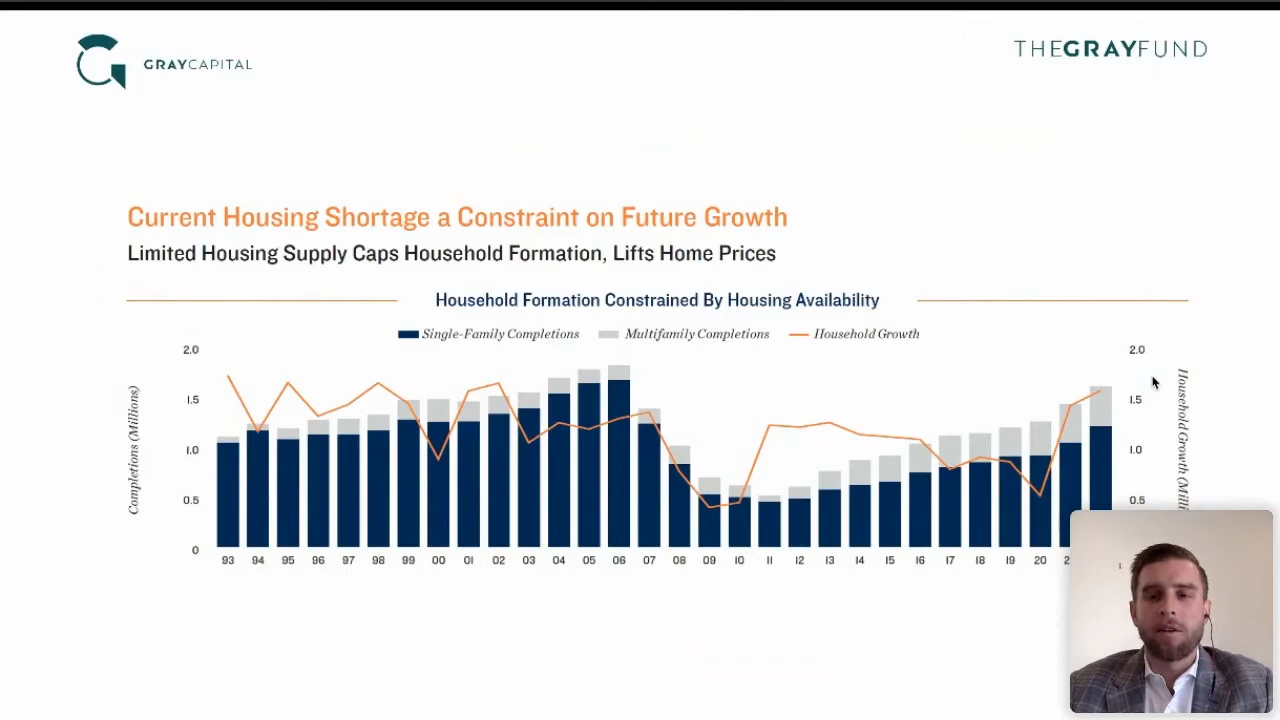 GRAYCAPITAL
THEGRAYFUND
Current Housing Shortage a Constraint on Future Growth
Limited Housing Supply Caps Household Formation, Lifts Home Prices
Household Formation Constrained By Housing Availability
Single-Family Completions Multifamily Completions Household Growth
2.0
1.5
1.0
0.5
0
Completions (Millions)
2.0
1.5
1.0
0.5
Household Growth
93 94 95 96 97 98 99 00 01 02 03 04 05 06 07 08 09 10 11 12 13 14 15 16 17 18 19 20